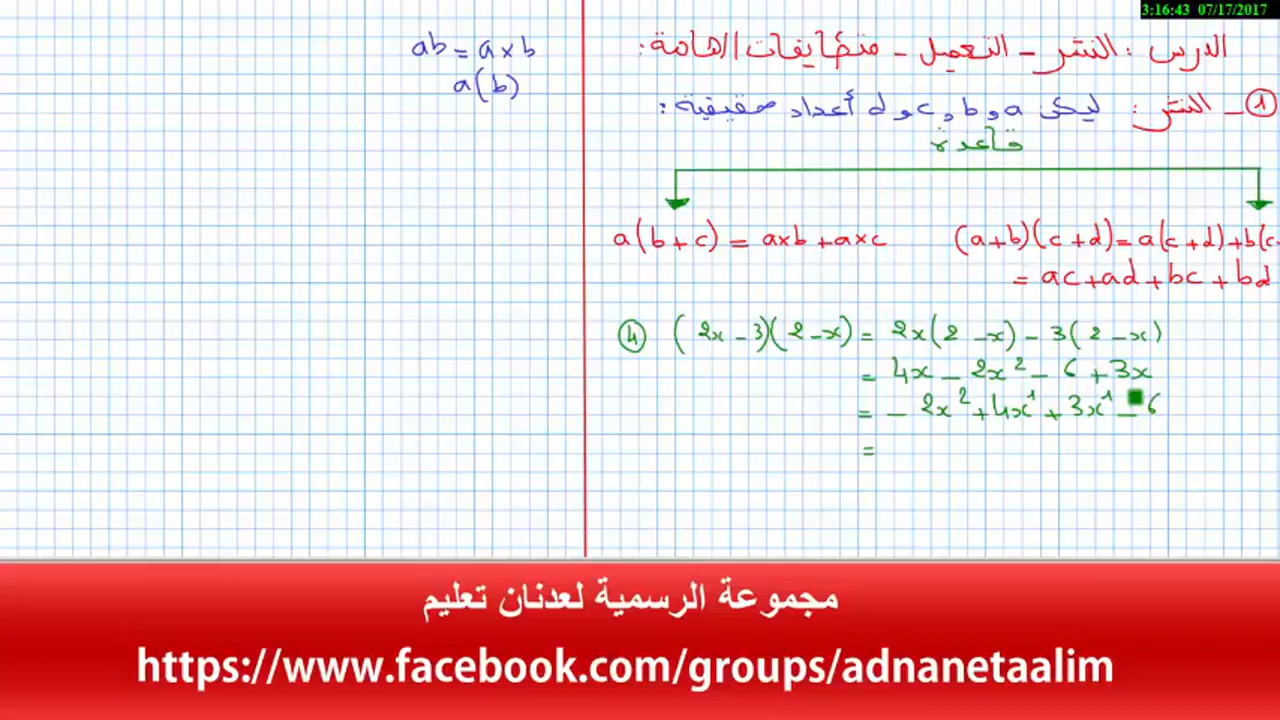 3:16:43 07/17/2017
الدرس : النشر - التعميل - متطابقات الهامة :
① - النشر : ليكن a و b و c و d أعداد حقيقية :
قاعدة
a(b+c) = a×b + a×c
(a+b)(c+d) = a(c+d)+b(c
= ac+ad+bc+bd
④ (2x-3)(2-x) = 2x(2-x)-3(2-x)
= 4x - 2x² - 6 + 3x
= - 2x² + 4x¹ + 3x¹ - 6
=
ab = a×b
a(b)
مجموعة الرسمية لعدنان تعليم
https://www.facebook.com/groups/adnanetaalim